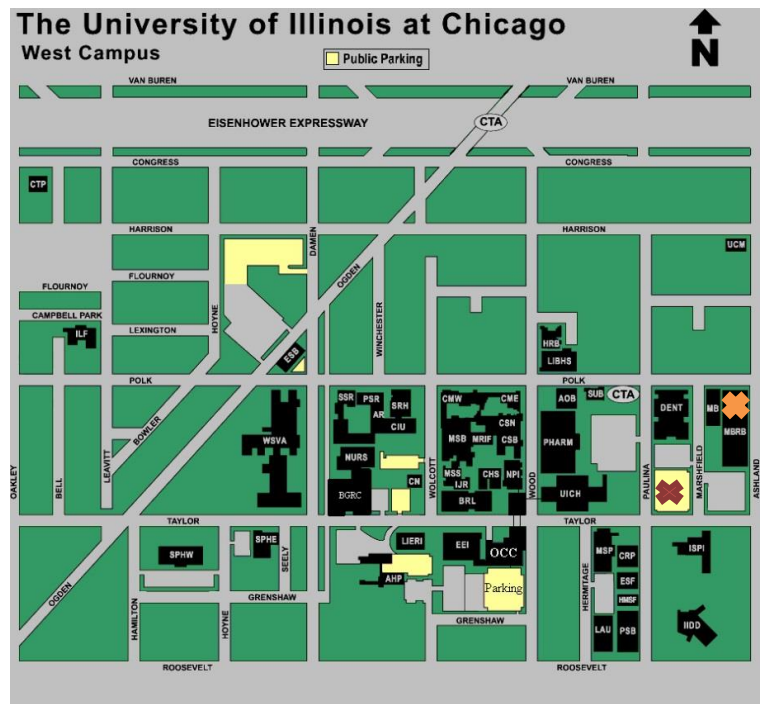 The University of Illinois at Chicago
West Campus
Public Parking
N
VAN BUREN
VAN BUREN
EISENHOWER EXPRESSWAY
CTA
CONGRESS
CONGRESS
CTP
HARRISON
HARRISON
DAMEN
UCM
OGDEN
FLOURNOY
FLOURNOY
CAMPBELL PARK
HOYNE
WINCHESTER
ILF
LEXINGTON
HRB
ESB
LIBHS
POLK
POLK
SUB
CTA
SSR
PSR
SRH
CMW
CME
AOB
DENT
MB
AR
CIU
CSN
MBRB
BOWLER
WSVA
MSB
MRIF
CSB
PHARM
NURS
OAKLEY
BELL
LEAVITT
CN
WOLCOTT
MSS
IJR
CHS
NPI
WOOD
UICH
PAULINA
MARSHFIELD
ASHLAND
BGRC
BRL
TAYLOR
TAYLOR
SPHE
SEELY
LIERI
EEI
OCC
MSP
CRP
ISPI
SPHW
AHP
Parking
HERMITAGE
ESF
OGDEN
GRENSHAW
HMSF
HAMILTON
HOYNE
GRENSHAW
LAU
PSB
IIDD
ROOSEVELT
ROOSEVELT